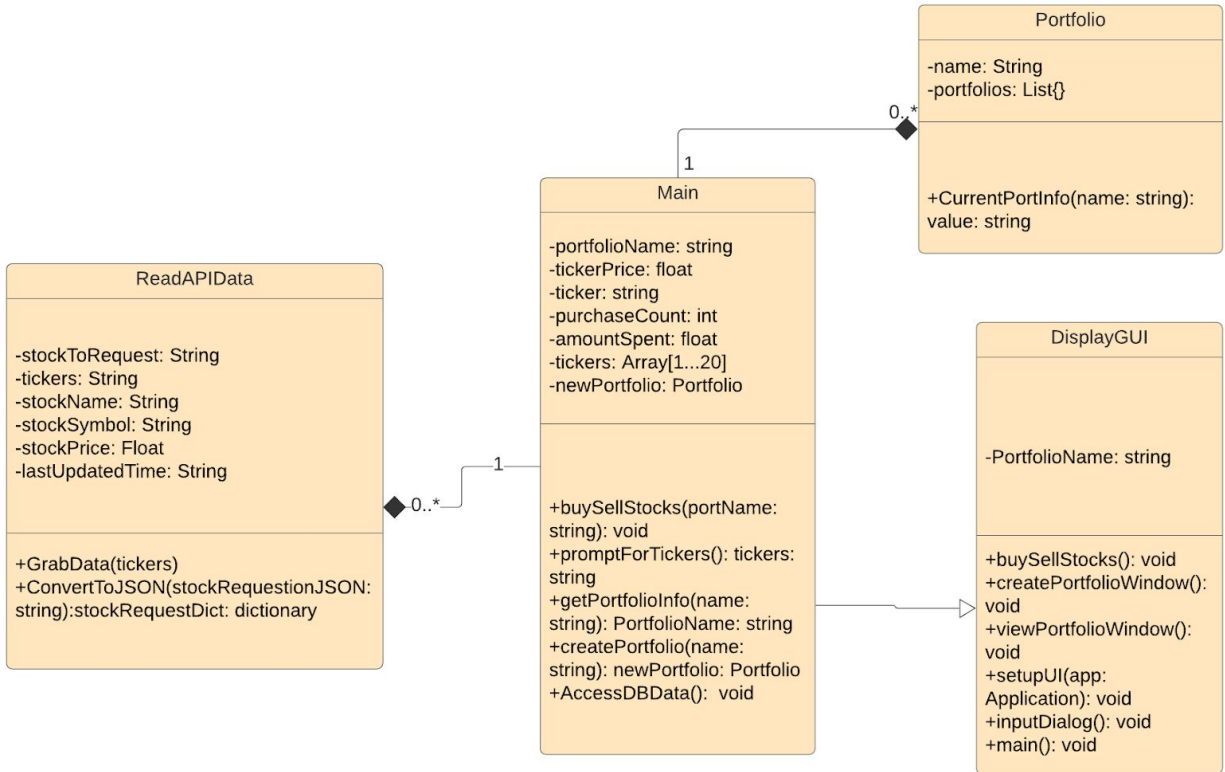 Portfolio
-name: String
-portfolios: List{}
+CurrentPortInfo(name: string):
value: string
0..*
1
Main
-portfolioName: string
-tickerPrice: float
-ticker: string
-purchaseCount: int
-amountSpent: float
-tickers: Array[1...20]
-newPortfolio: Portfolio
+buySellStocks(portName:
string): void
+promptForTickers(): tickers:
string
+getPortfolioInfo(name:
string): PortfolioName: string
+createPortfolio(name:
string): newPortfolio: Portfolio
+AccessDBData(): void
ReadAPIData
-stockToRequest: String
-tickers: String
-stockName: String
-stockSymbol: String
-stockPrice: Float
-lastUpdatedTime: String
+GrabData(tickers)
+ConvertToJSON(stockRequestionJSON:
string):stockRequestDict: dictionary
0..*
1
DisplayGUI
-PortfolioName: string
+buySellStocks(): void
+createPortfolioWindow():
void
+viewPortfolioWindow():
void
+setupUI(app:
Application): void
+inputDialog(): void
+main(): void